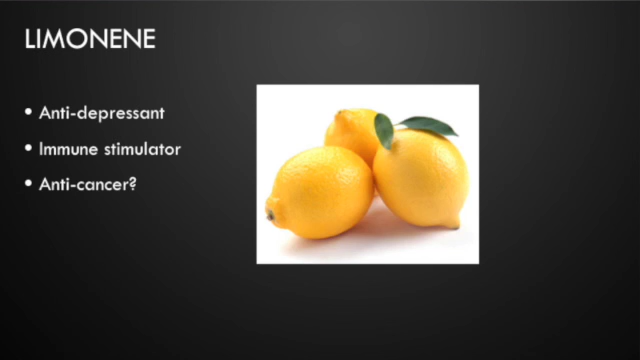 LIMONENE
• Anti-depressant
• Immune stimulator
• Anti-cancer?